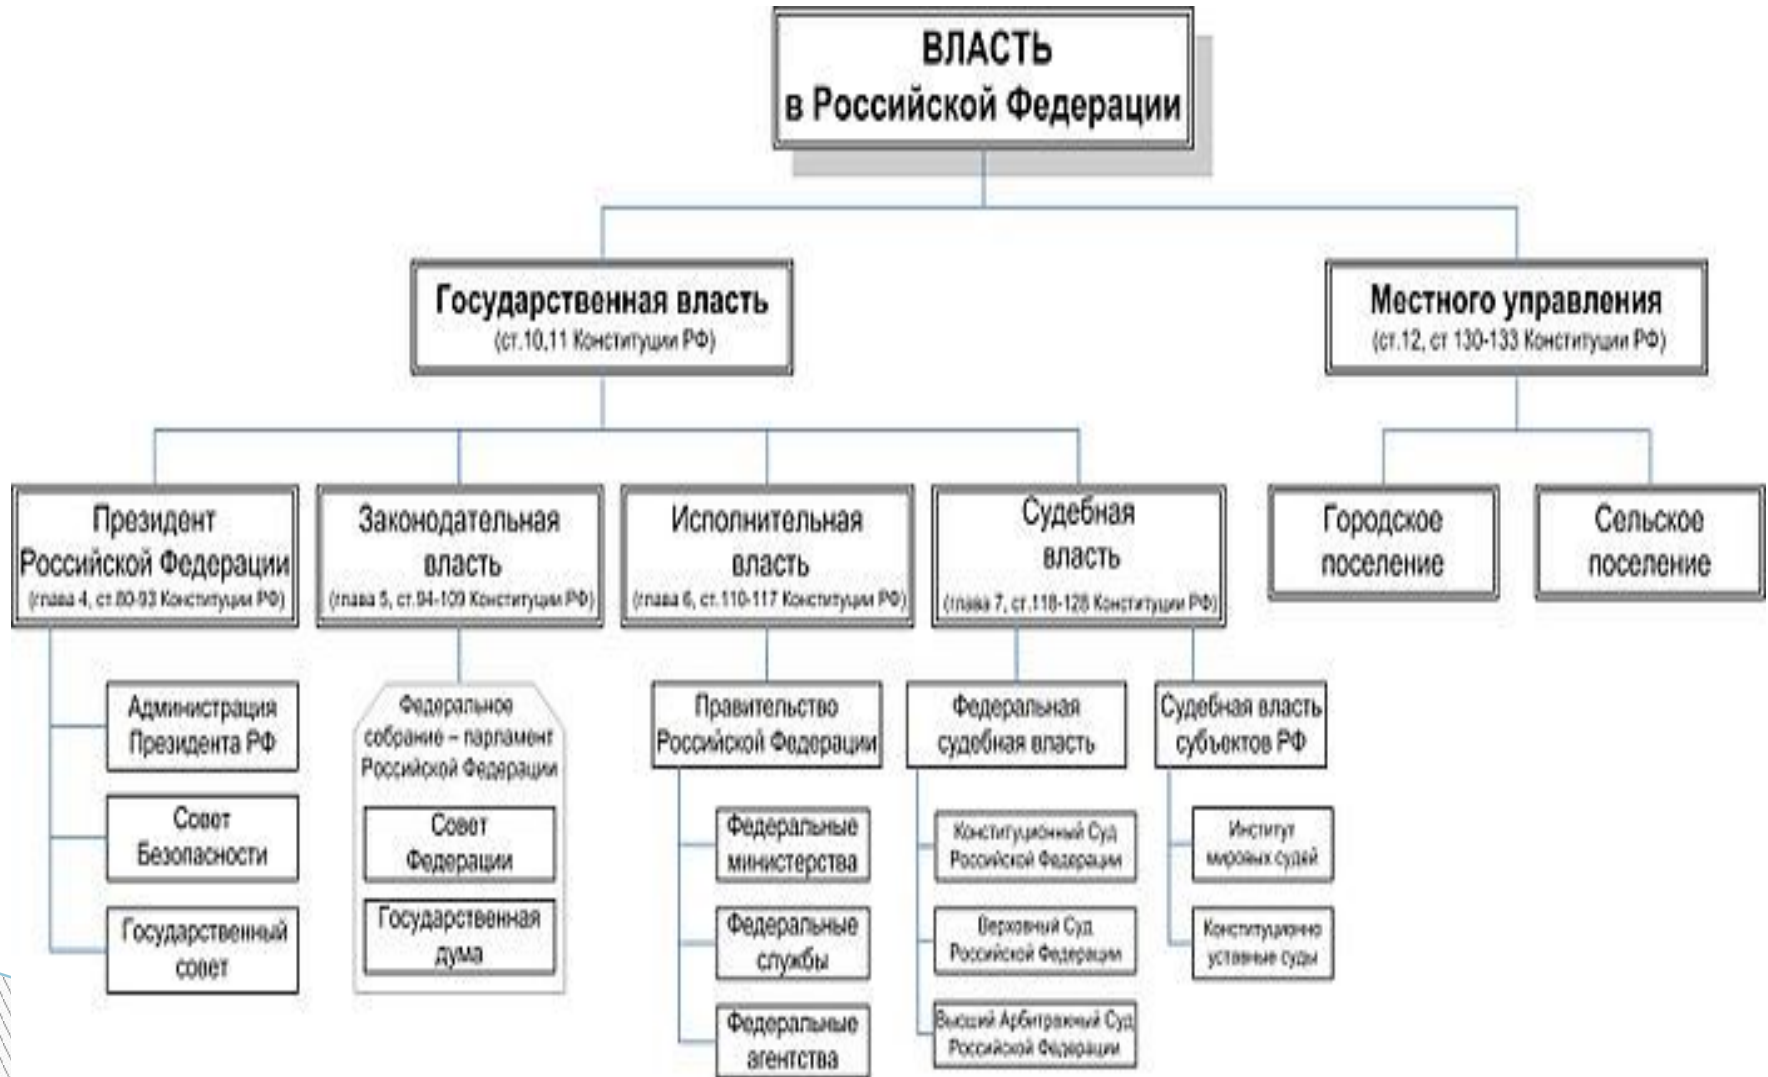 ВЛАСТЬ
в Российской Федерации
Государственная власть
(ст.10,11 Конституции РФ)
Местного управления
(ст.12, ст 130-133 Конституции РФ)
Президент
Российской Федерации
(глава 4, ст.80-93 Конституции РФ)
Законодательная
власть
(глава 5, ст.94-109 Конституции РФ)
Исполнительная
власть
(глава 6, ст.110-117 Конституции РФ)
Судебная
власть
(глава 7, ст.118-128 Конституции РФ)
Городское
поселение
Сельское
поселение
Администрация
Президента РФ
Совет
Безопасности
Государственный
совет
Федеральное
собрание – парламент
Российской Федерации
Совет
Федерации
Государственная
дума
Правительство
Российской Федерации
Федеральные
министерства
Федеральные
службы
Федеральные
агентства
Федеральная
судебная власть
Конституционный Суд
Российской Федерации
Верховный Суд
Российской Федерации
Высший Арбитражный Суд
Российской Федерации
Судебная власть
субъектов РФ
Институт
мировых судей
Конституционно
уставные суды